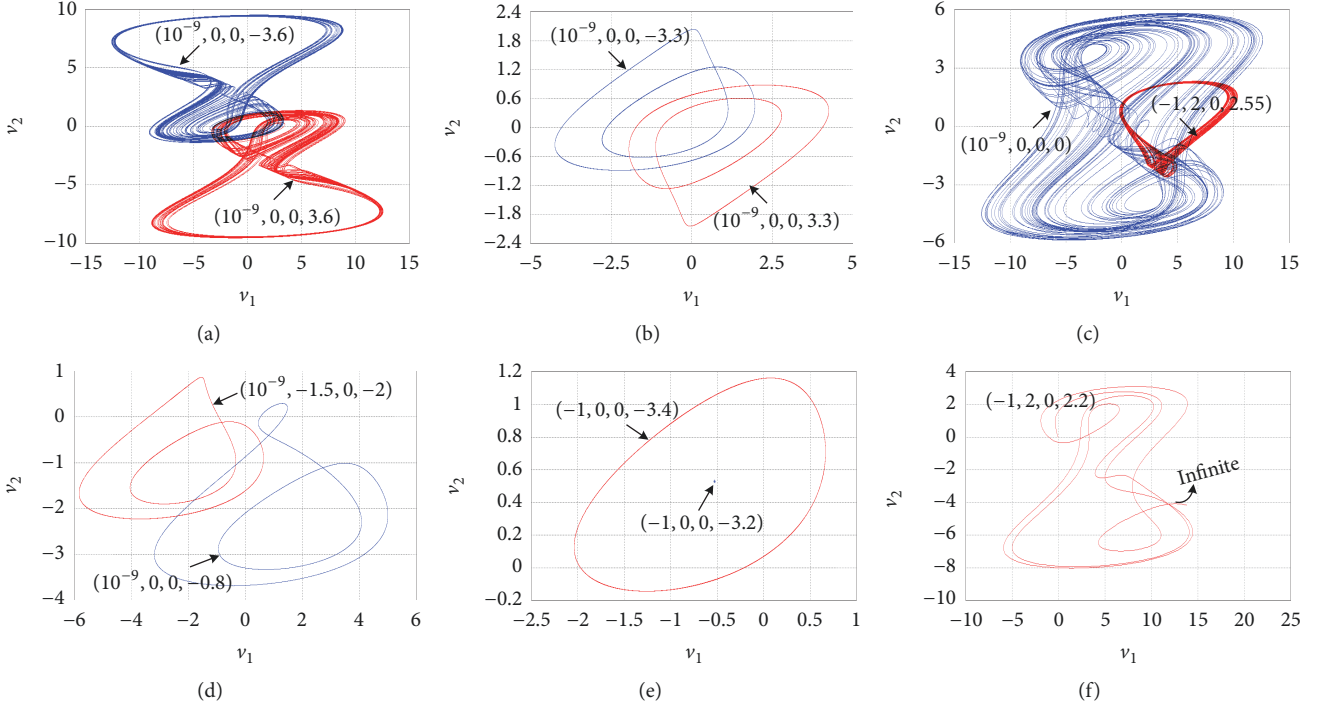 10
5
0
−5
−10
−15
−10
−5
0
5
10
15
v2
v1
(10−9, 0, 0, −3.6)
(10−9, 0, 0, 3.6)
(a)
2.4
1.8
1.2
0.6
0
−0.6
−1.2
−1.8
−2.4
−5
−2.5
0
2.5
5
v2
v1
(10−9, 0, 0, −3.3)
(10−9, 0, 0, 3.3)
(b)
6
3
0
−3
−6
−15
−10
−5
0
5
10
15
v2
v1
(−1, 2, 0, 2.55)
(10−9, 0, 0, 0)
(c)
1
0
−1
−2
−3
−4
−6
−4
−2
0
2
4
6
v2
v1
(10−9, −1.5, 0, −2)
(10−9, 0, 0, −0.8)
(d)
1.2
1
0.8
0.6
0.4
0.2
0
−0.2
−2.5
−2
−1.5
−1
−0.5
0
0.5
1
v2
v1
(−1, 0, 0, −3.4)
(−1, 0, 0, −3.2)
(e)
4
2
0
−2
−4
−6
−8
−10
−10
−5
0
5
10
15
20
25
v2
v1
(−1, 2, 0, 2.2)
Infinite
(f)